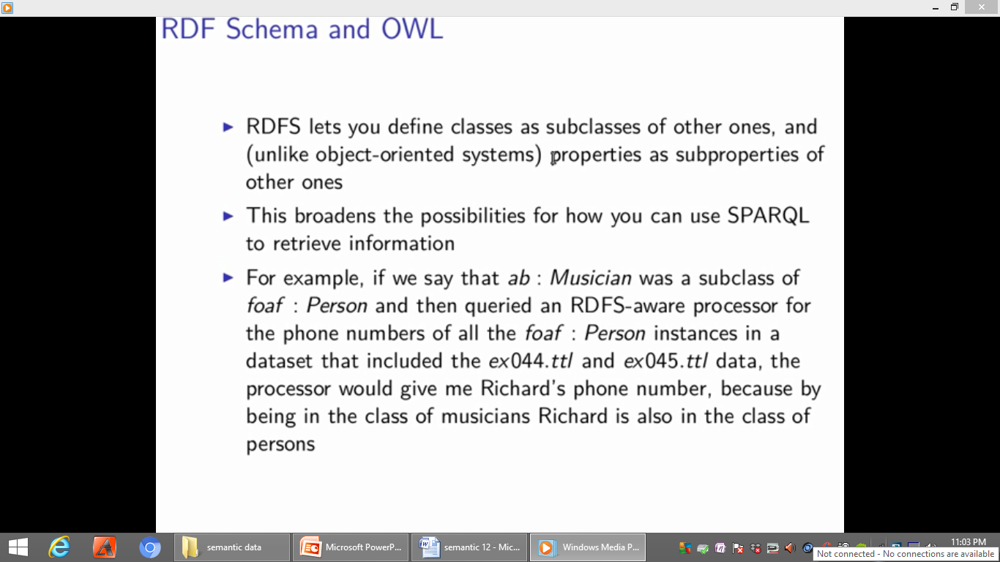 RDF Schema and OWL
RDFS lets you define classes as subclasses of other ones, and
(unlike object-oriented systems) properties as subproperties of
other ones
This broadens the possibilities for how you can use SPARQL
to retrieve information
For example, if we say that ab : Musician was a subclass of
foaf : Person and then queried an RDFS-aware processor for
the phone numbers of all the foaf : Person instances in a
dataset that included the ex044.ttl and ex045.ttl data, the
processor would give me Richard's phone number, because by
being in the class of musicians Richard is also in the class of
persons
semantic data
Microsoft PowerP...
semantic 12 - Mic...
Windows Media P...
11:03 PM
Not connected - No connections are available